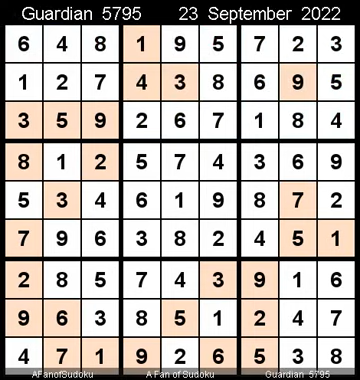 Guardian 5795 23 September 2022
6 4 8 1 9 5 7 2 3
1 2 7 4 3 8 6 9 5
3 5 9 2 6 7 1 8 4
8 1 2 5 7 4 3 6 9
5 3 4 6 1 9 8 7 2
7 9 6 3 8 2 4 5 1
2 8 5 7 4 3 9 1 6
9 6 3 8 5 1 2 4 7
4 7 1 9 2 6 5 3 8
AFanofSudoku A Fan of Sudoku Guardian 5795